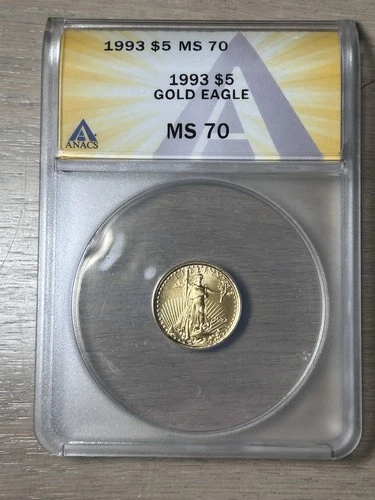 1993 $5 MS 70
1993 $5
GOLD EAGLE
MS 70
ANACS